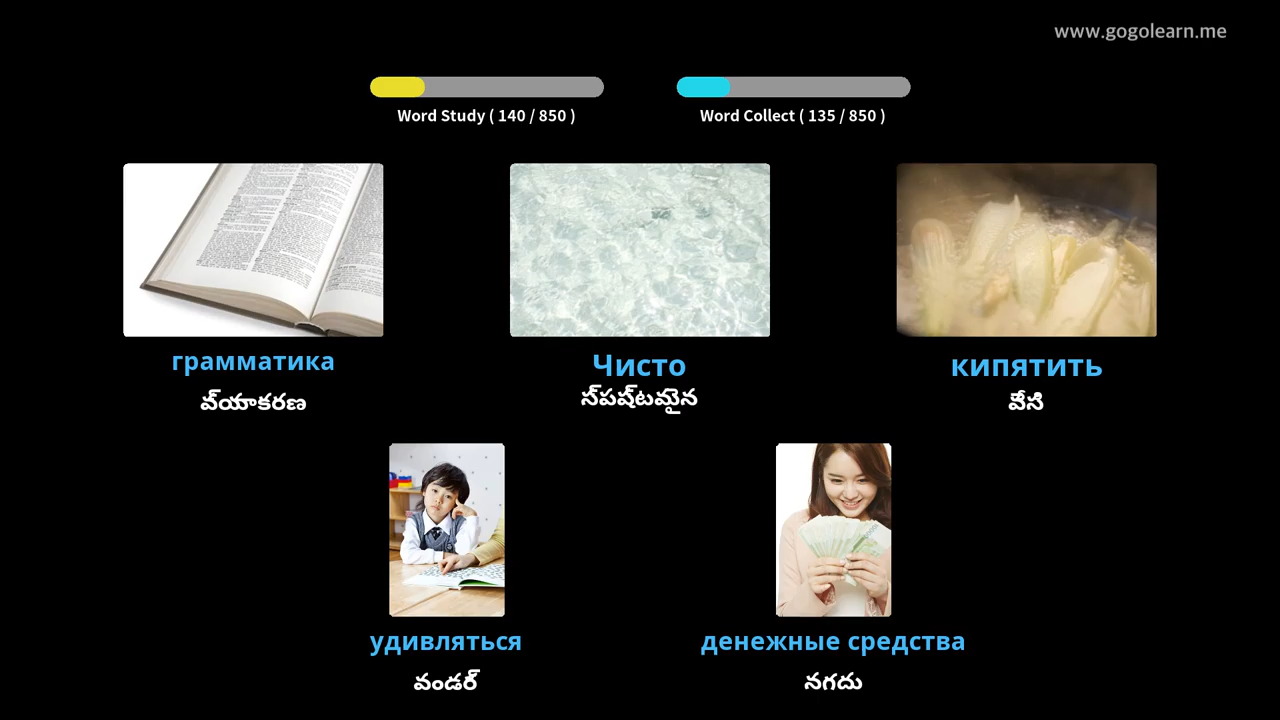 www.gogolearn.me
Word Study ( 140 / 850 )
Word Collect ( 135 / 850 )
грамматика
వ్యాకరణ
Чисто
స్పష్టమైన
кипятить
వేసి
удивляться
వండర్
денежные средства
నగదు